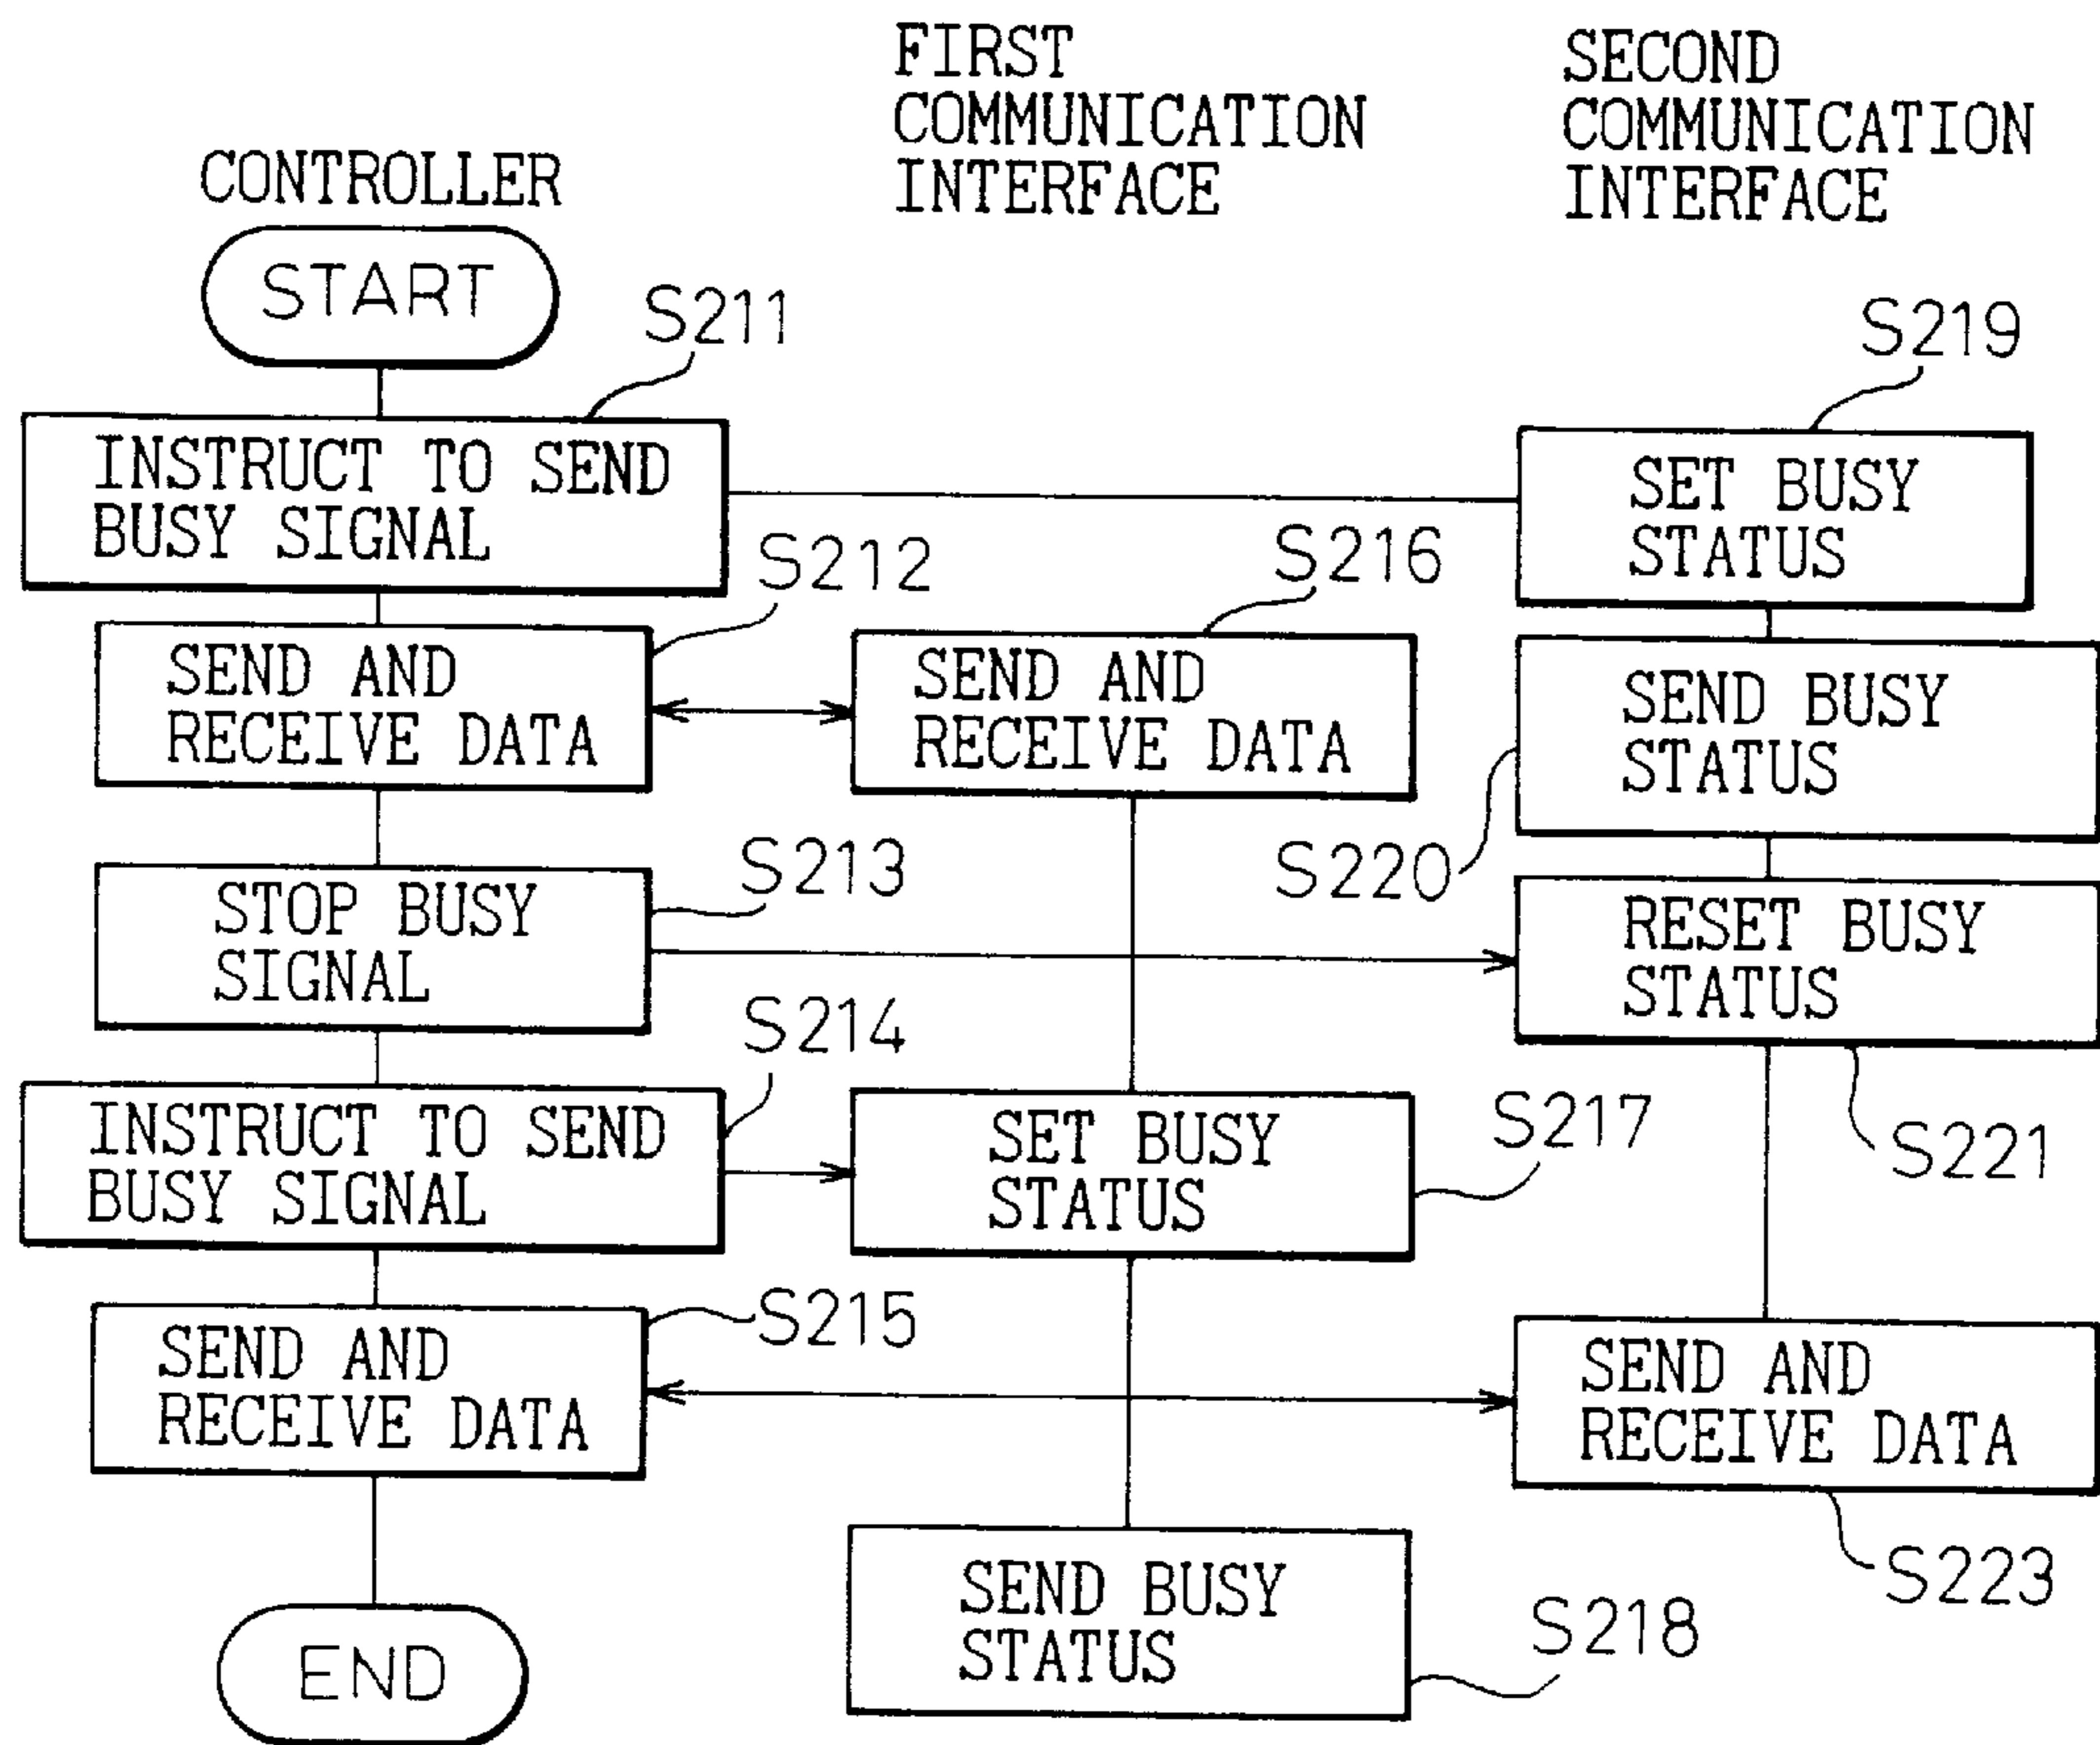 FIRST
COMMUNICATION
INTERFACE
SECOND
COMMUNICATION
INTERFACE
CONTROLLER
START
S211
S219
INSTRUCT TO SEND
BUSY SIGNAL
SET BUSY
STATUS
S212
S216
SEND AND
RECEIVE DATA
SEND AND
RECEIVE DATA
SEND BUSY
STATUS
S213
S220
STOP BUSY
SIGNAL
RESET BUSY
STATUS
S214
INSTRUCT TO SEND
BUSY SIGNAL
SET BUSY
STATUS
S217
S221
S215
SEND AND
RECEIVE DATA
SEND AND
RECEIVE DATA
S223
SEND BUSY
STATUS
S218
END